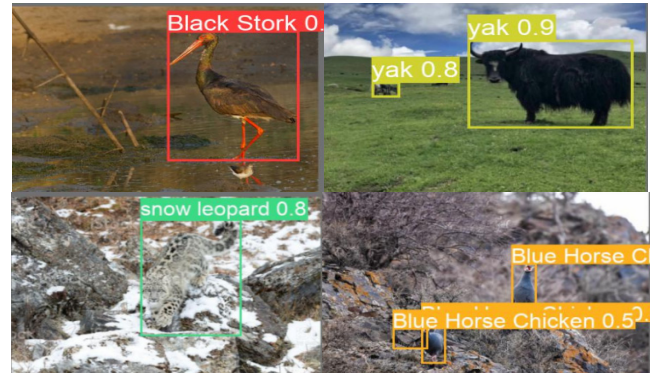 Black Stork 0.
yak 0.9
yak 0.8
snow leopard 0.8
Blue Horse Ch
Blue Horse Chicken 0.5